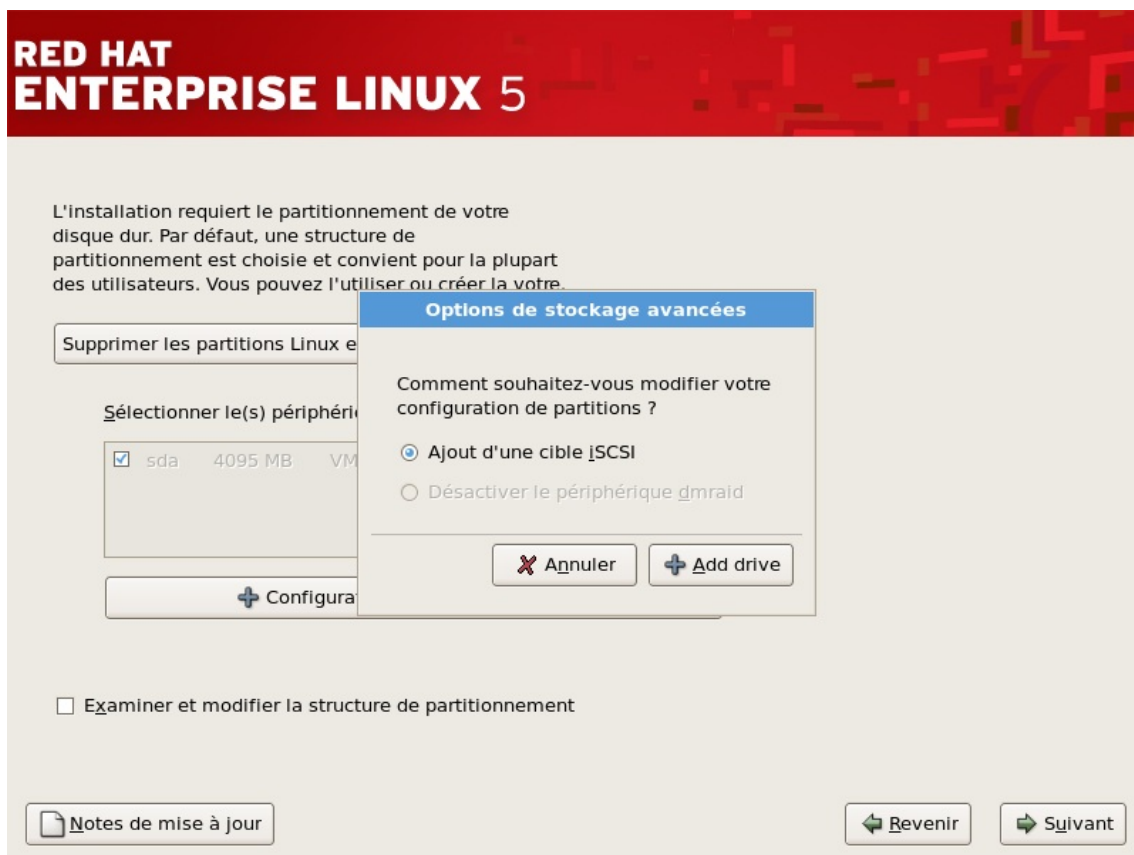 RED HAT
ENTERPRISE LINUX 5
L'installation requiert le partitionnement de votre
disque dur. Par défaut, une structure de
partitionnement est choisie et convient pour la plupart
des utilisateurs. Vous pouvez l'utiliser ou créer la votre.
Supprimer les partitions Linux e
Sélectionner le(s) périphéri
sda 4095 MB VM
Configura
Options de stockage avancées
Comment souhaitez-vous modifier votre
configuration de partitions ?
Ajout d'une cible iSCSI
Désactiver le périphérique dmraid
Annuler
Add drive
Examiner et modifier la structure de partitionnement
Notes de mise à jour
Revenir
Suivant